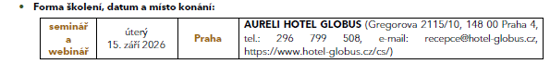 • Forma školení, datum a místo konání:
seminář
a
webinář
úterý
15. září 2026
Praha
AURELI HOTEL GLOBUS (Gregorova 2115/10, 148 00 Praha 4,
tel.: 296 799 508, e-mail: recepce@hotel-globus.cz,
https://www.hotel-globus.cz/cs/)